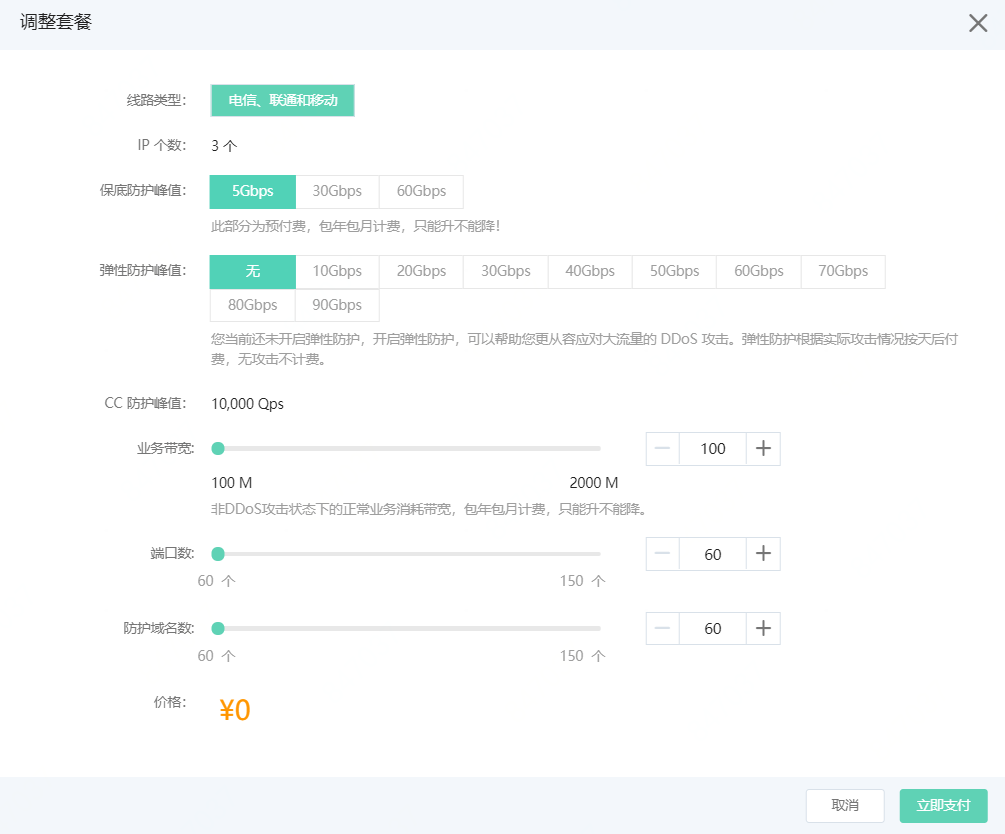 调整套餐
线路类型: 电信、联通和移动
IP 个数: 3 个
保底防护峰值: 5Gbps 30Gbps 60Gbps
此部分为预付费，包年包月计费，只能升不能降！
弹性防护峰值: 无 10Gbps 20Gbps 30Gbps 40Gbps 50Gbps 60Gbps 70Gbps
80Gbps 90Gbps
您当前还未开启弹性防护，开启弹性防护，可以帮助您更从容应对大流量的 DDoS 攻击。弹性防护根据实际攻击情况按天后付
费，无攻击不计费。
CC 防护峰值: 10,000 Qps
业务带宽: 100
100 M 2000 M
非DDoS攻击状态下的正常业务消耗带宽，包年包月计费，只能升不能降。
端口数: 60
60 个 150 个
防护域名数: 60
60 个 150 个
价格: ¥0
取消 立即支付